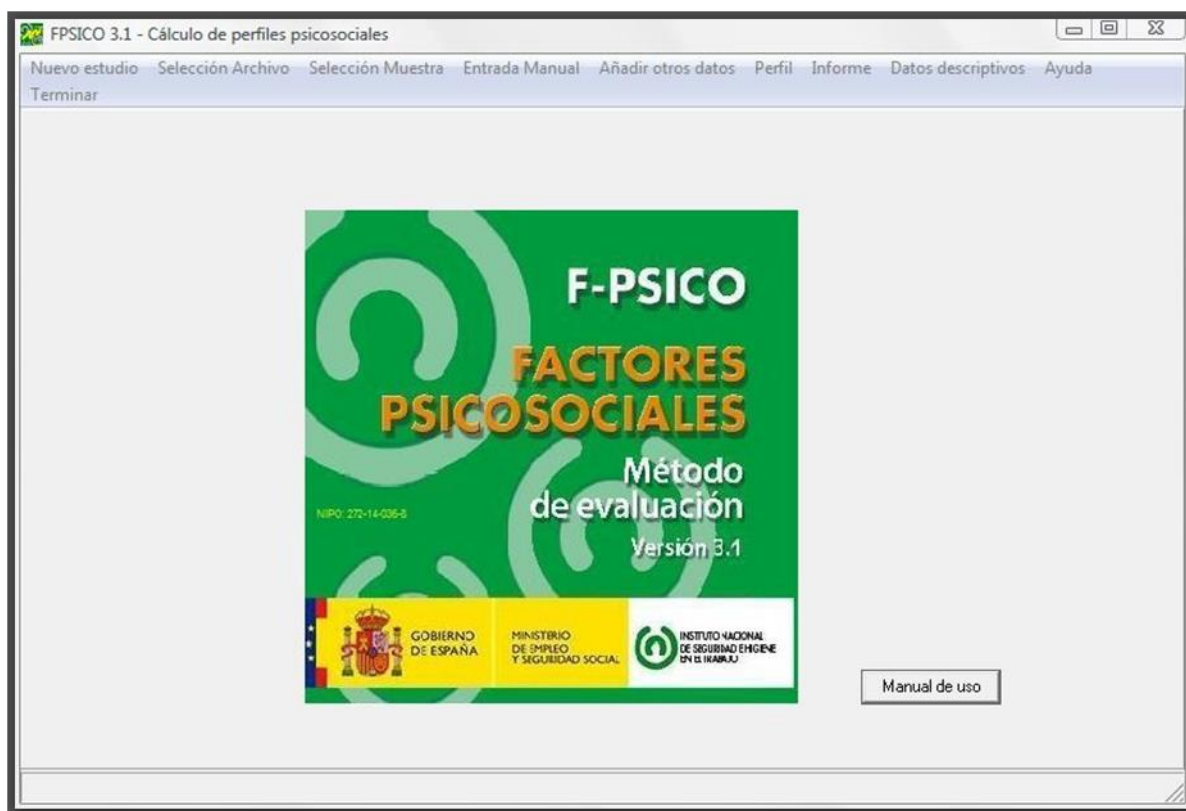 FPSICO 3.1 - Cálculo de perfiles psicosociales
Nuevo estudio Selección Archivo Selección Muestra Entrada Manual Añadir otros datos Perfil Informe Datos descriptivos Ayuda
Terminar
F-PSICO
FACTORES
PSICOSOCIALES
Método
de evaluación
NIPO: 272-14-036-8
Versión 3.1
GOBIERNO
DE ESPAÑA
MINISTERIO
DE EMPLEO
Y SEGURIDAD SOCIAL
INSTITUTO NACIONAL
DE SEGURIDAD E HIGIENE
EN EL TRABAJO
Manual de uso